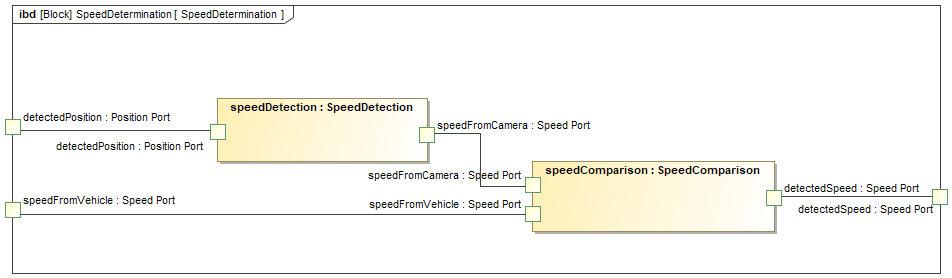 ibd [Block] SpeedDetermination [ SpeedDetermination ]
speedDetection : SpeedDetection
detectedPosition : Position Port
speedFromCamera : Speed Port
detectedPosition : Position Port
speedComparison : SpeedComparison
speedFromCamera : Speed Port
detectedSpeed : Speed Port
speedFromVehicle : Speed Port
speedFromVehicle : Speed Port
detectedSpeed : Speed Port